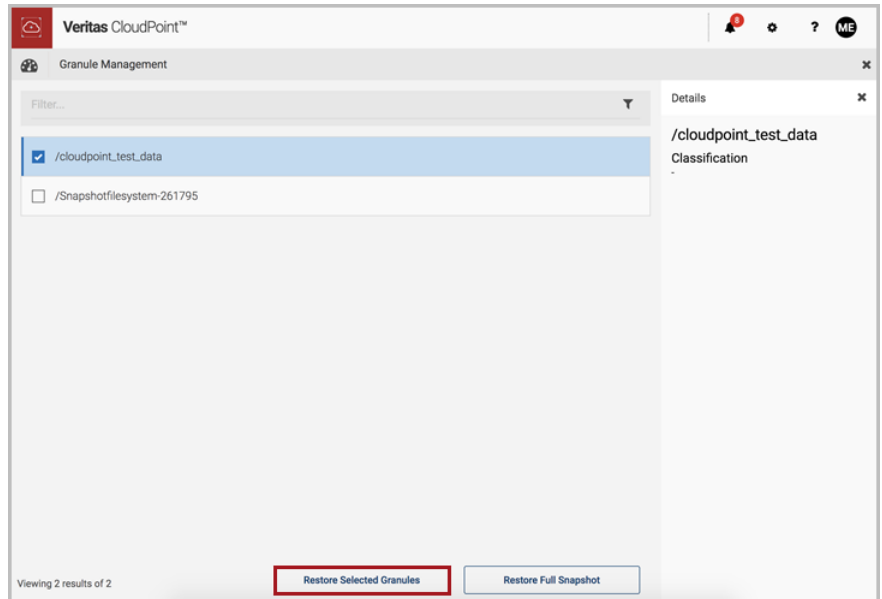 Veritas CloudPoint™
8
?
ME
Granule Management
Filter...
/cloudpoint_test_data
/Snapshotfilesystem-261795
Details
/cloudpoint_test_data
Classification
-
Viewing 2 results of 2
Restore Selected Granules
Restore Full Snapshot